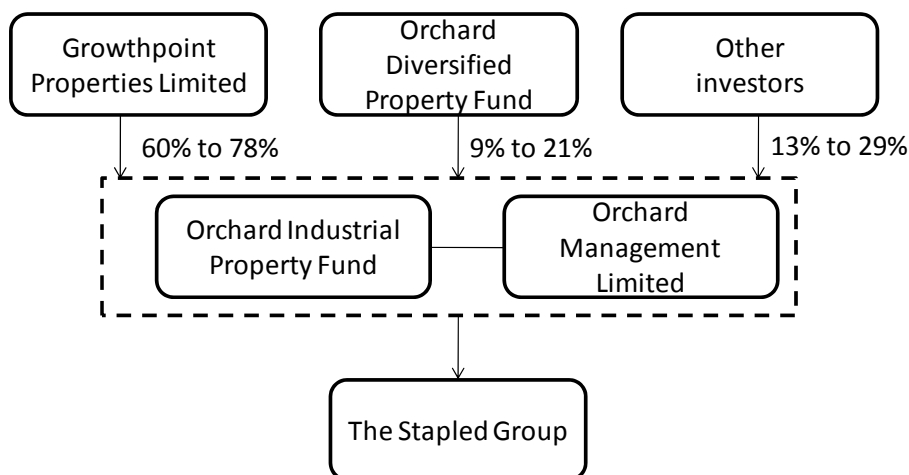 Growthpoint
Properties Limited
Orchard
Diversified
Property Fund
Other
investors
60% to 78%
9% to 21%
13% to 29%
Orchard Industrial
Property Fund
Orchard
Management
Limited
The Stapled Group